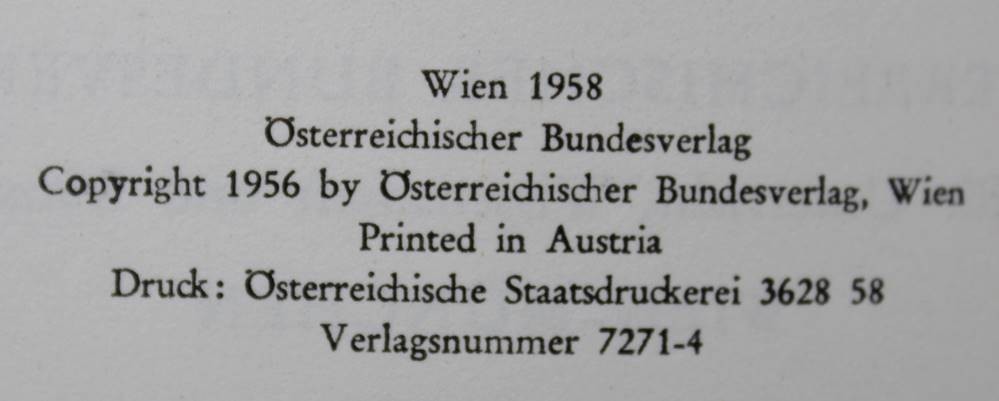 Wien 1958
Österreichischer Bundesverlag
Copyright 1956 by Österreichischer Bundesverlag, Wien
Printed in Austria
Druck: Österreichische Staatsdruckerei 3628 58
Verlagsnummer 7271-4